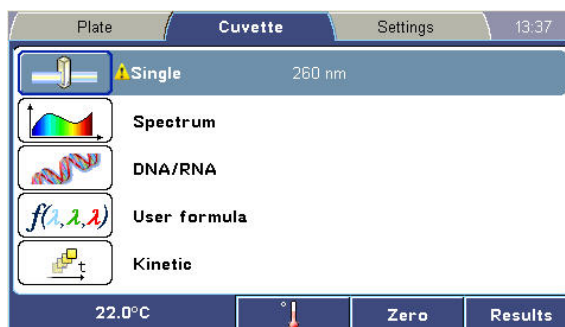 Plate Cuvette Settings 13:37
Single 260 nm
Spectrum
DNA/RNA
f(λ,λ,λ) User formula
t Kinetic
22.0°C ° Zero Results